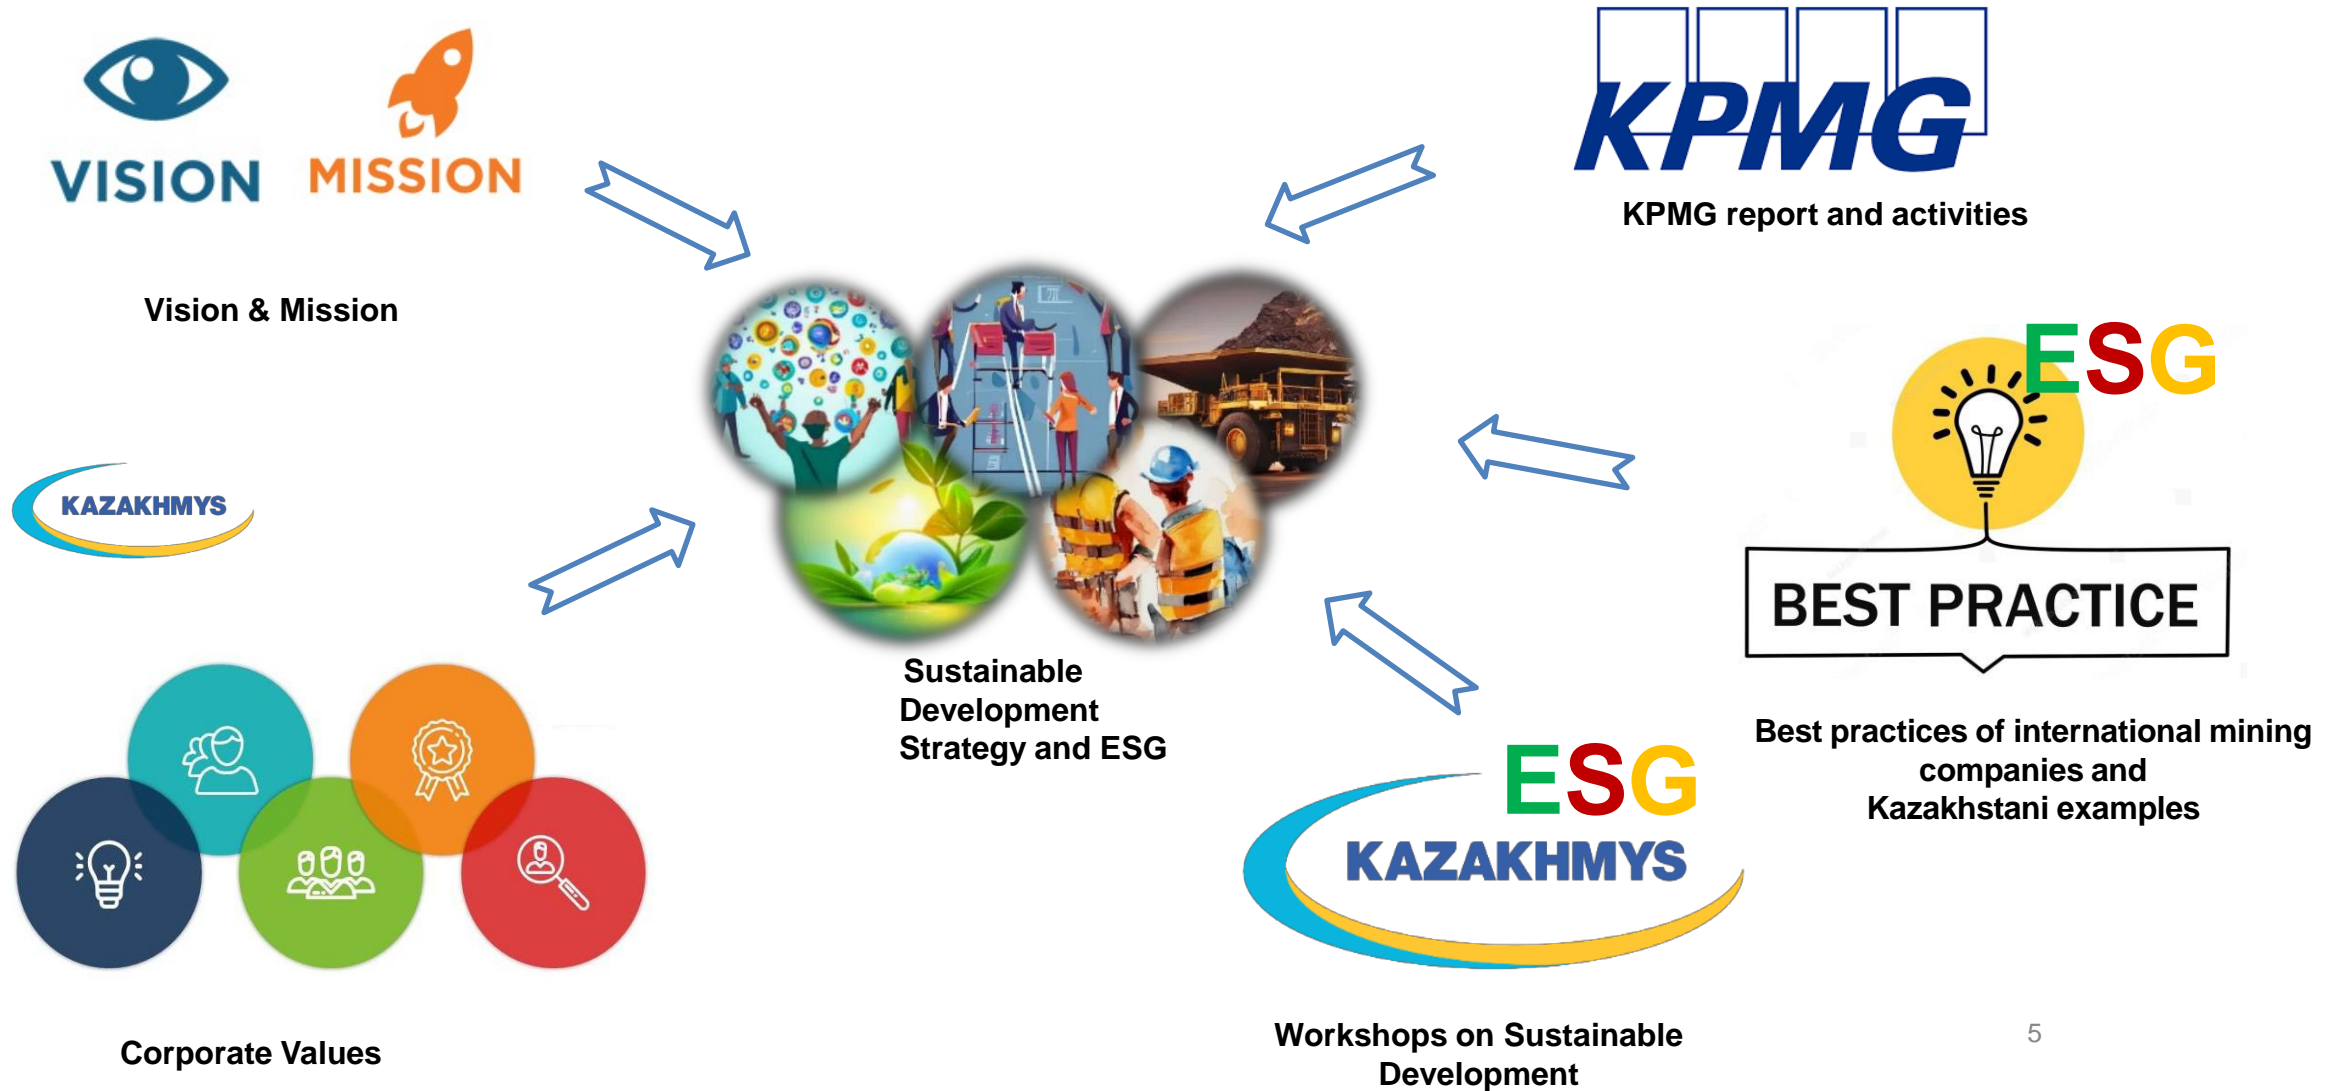 VISION
MISSION
Vision & Mission
KAZAKHMYS
Corporate Values
Sustainable
Development
Strategy and ESG
KPMG
KPMG report and activities
ESG
BEST PRACTICE
Best practices of international mining
companies and
Kazakhstani examples
ESG
KAZAKHMYS
Workshops on Sustainable
Development
5